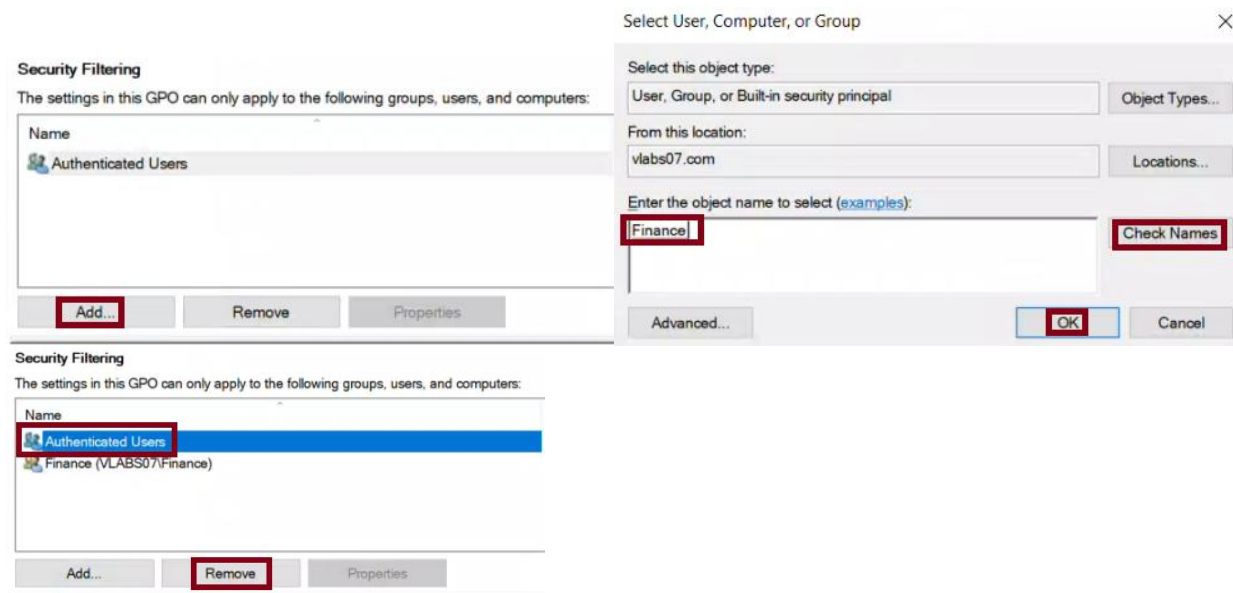 Security Filtering
The settings in this GPO can only apply to the following groups, users, and computers:
Name
Authenticated Users
Add...
Remove
Properties
Select User, Computer, or Group
Select this object type:
User, Group, or Built-in security principal
Object Types...
From this location:
vlabs07.com
Locations...
Enter the object name to select (examples):
Finance
Check Names
Advanced...
OK
Cancel
Security Filtering
The settings in this GPO can only apply to the following groups, users, and computers:
Name
Authenticated Users
Finance (VLABS07\Finance)
Add...
Remove
Properties